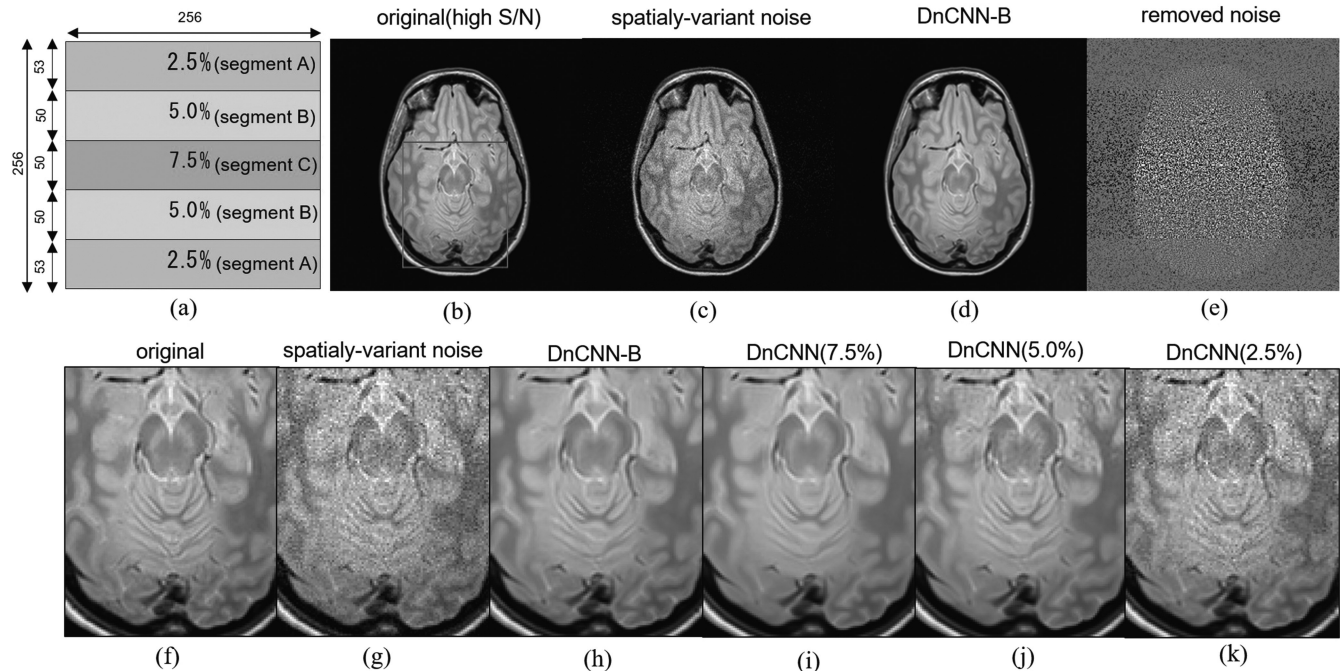 256
original(high S/N)
spatialy-variant noise
DnCNN-B
removed noise
256
53
50
50
50
53
2.5% (segment A)
5.0% (segment B)
7.5% (segment C)
5.0% (segment B)
2.5% (segment A)
(a)
(b)
(c)
(d)
(e)
original
spatialy-variant noise
DnCNN-B
DnCNN(7.5%)
DnCNN(5.0%)
DnCNN(2.5%)
(f)
(g)
(h)
(i)
(j)
(k)